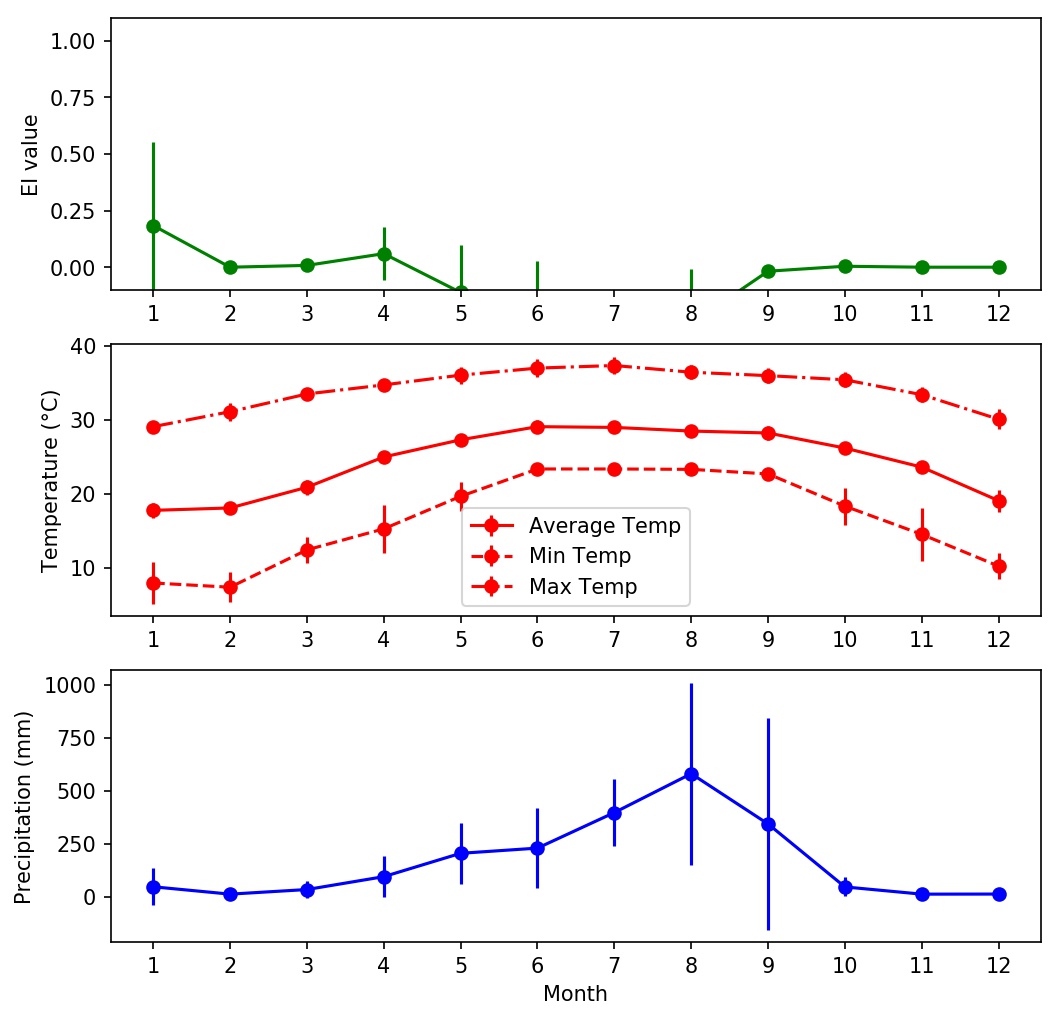 EI value
1.00
0.75
0.50
0.25
0.00
1 2 3 4 5 6 7 8 9 10 11 12
Temperature (°C)
40
30
20
10
Average Temp
Min Temp
Max Temp
1 2 3 4 5 6 7 8 9 10 11 12
Precipitation (mm)
1000
750
500
250
0
1 2 3 4 5 6 7 8 9 10 11 12
Month